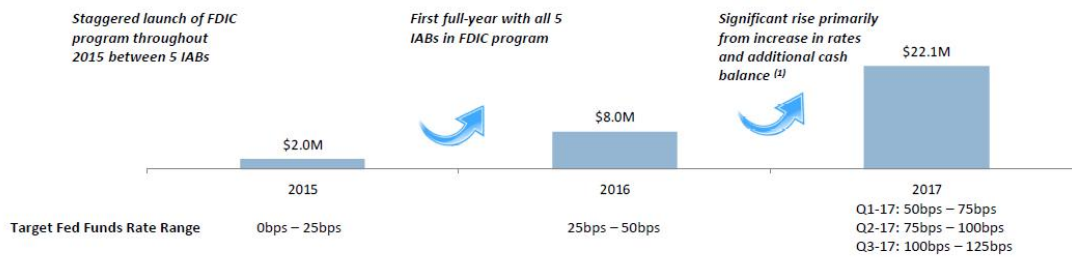 Staggered launch of FDIC
program throughout
2015 between 5 IABs
First full-year with all 5
IABs in FDIC program
Significant rise primarily
from increase in rates
and additional cash
balance (1)
$2.0M
$8.0M
$22.1M
2015
2016
2017
Target Fed Funds Rate Range
0bps – 25bps
25bps – 50bps
Q1-17: 50bps – 75bps
Q2-17: 75bps – 100bps
Q3-17: 100bps – 125bps